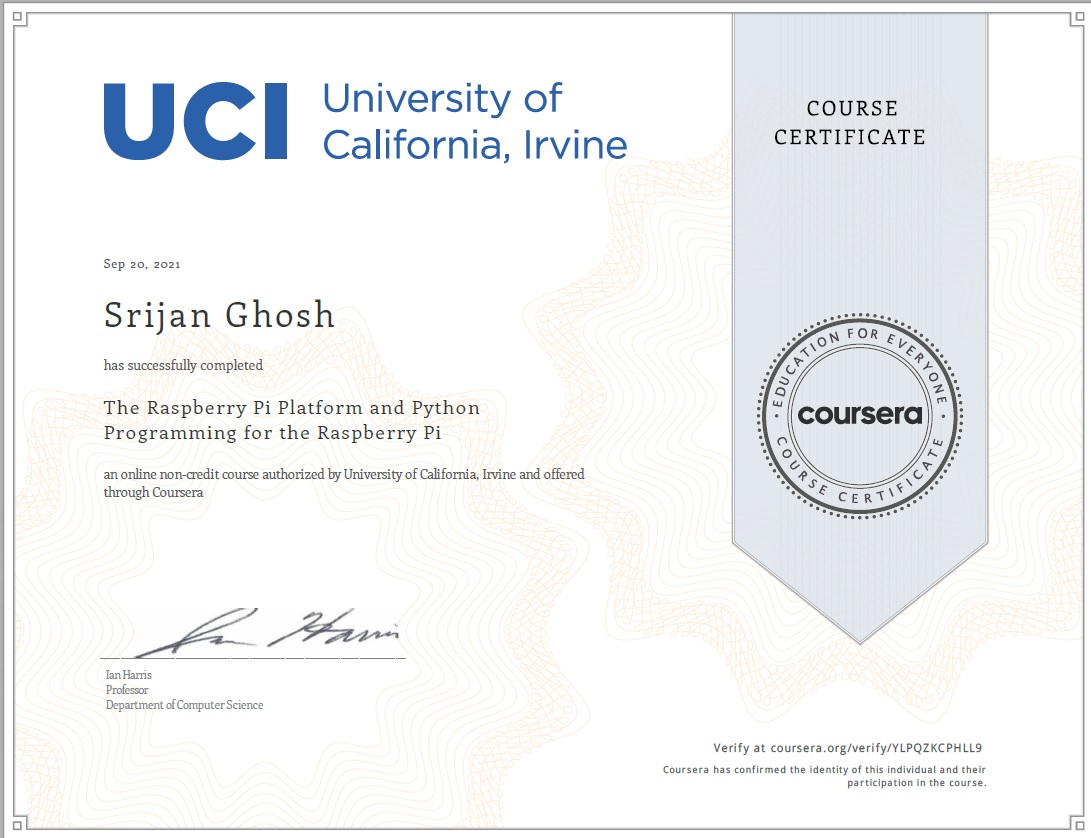 UCI University of
California, Irvine
COURSE
CERTIFICATE
Sep 20, 2021
Srijan Ghosh
has successfully completed
The Raspberry Pi Platform and Python
Programming for the Raspberry Pi
an online non-credit course authorized by University of California, Irvine and offered
through Coursera
EDUCATION FOR EVERYONE
coursera
COURSE CERTIFICATE
Ian Harris
Ian Harris
Professor
Department of Computer Science
Verify at coursera.org/verify/YLPQZKCPHLL9
Coursera has confirmed the identity of this individual and their
participation in the course.